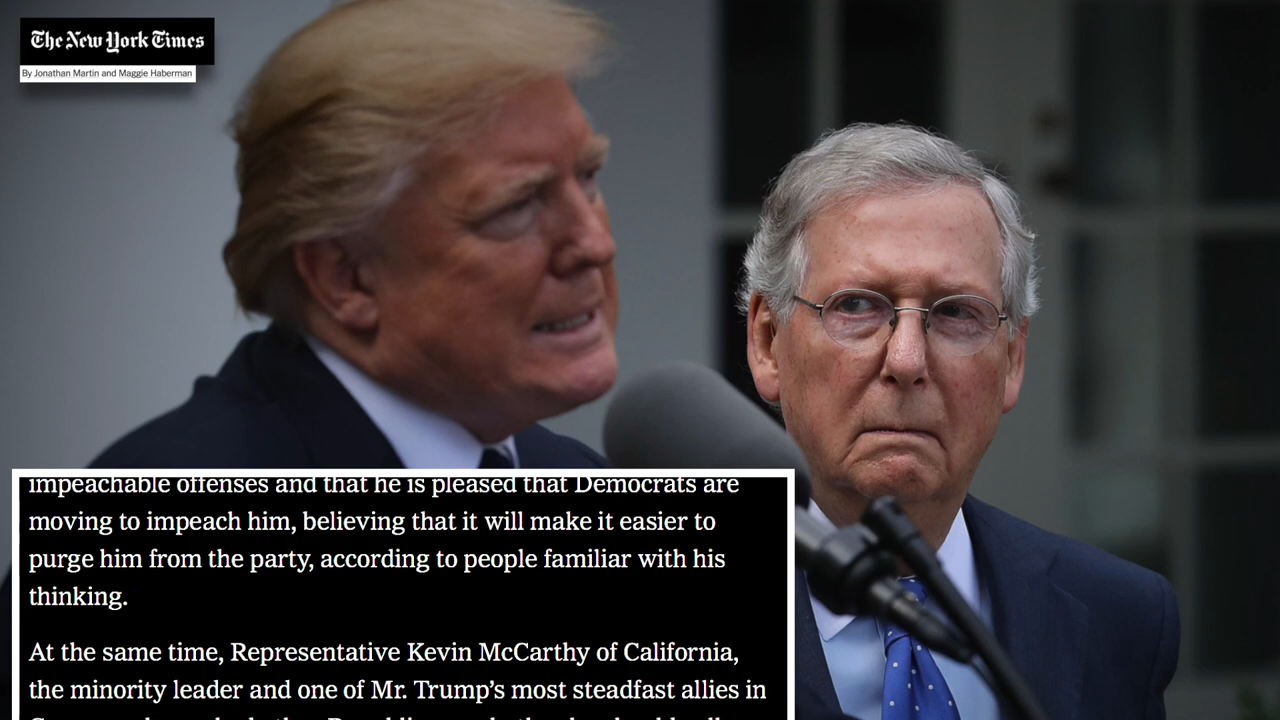 The New York Times
By Jonathan Martin and Maggie Haberman
impeachable offenses and that he is pleased that Democrats are
moving to impeach him, believing that it will make it easier to
purge him from the party, according to people familiar with his
thinking.
At the same time, Representative Kevin McCarthy of California,
the minority leader and one of Mr. Trump’s most steadfast allies in